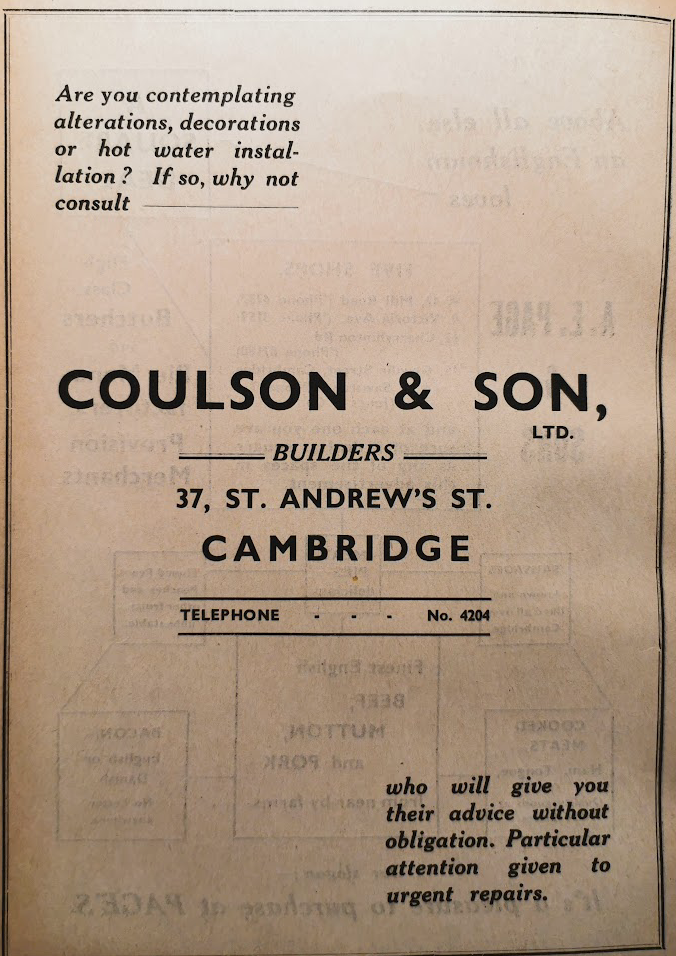 Are you contemplating
alterations, decorations
or hot water instal-
lation? If so, why not
consult
COULSON & SON,
LTD.
BUILDERS
37, ST. ANDREW'S ST.
CAMBRIDGE
TELEPHONE - - - No. 4204
who will give you
their advice without
obligation. Particular
attention given to
urgent repairs.